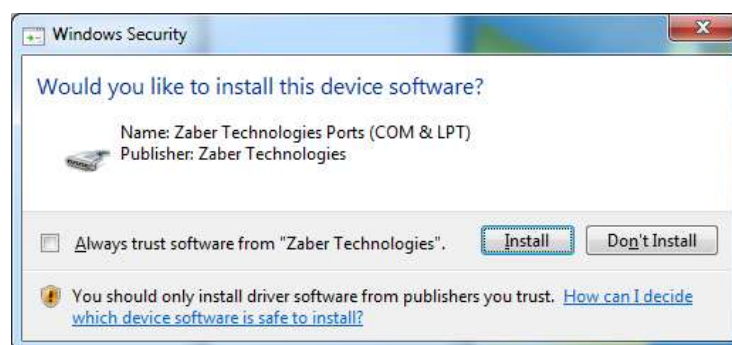 Windows Security
Would you like to install this device software?
Name: Zaber Technologies Ports (COM & LPT)
Publisher: Zaber Technologies
Always trust software from "Zaber Technologies".
Install
Don't Install
You should only install driver software from publishers you trust. How can I decide
which device software is safe to install?